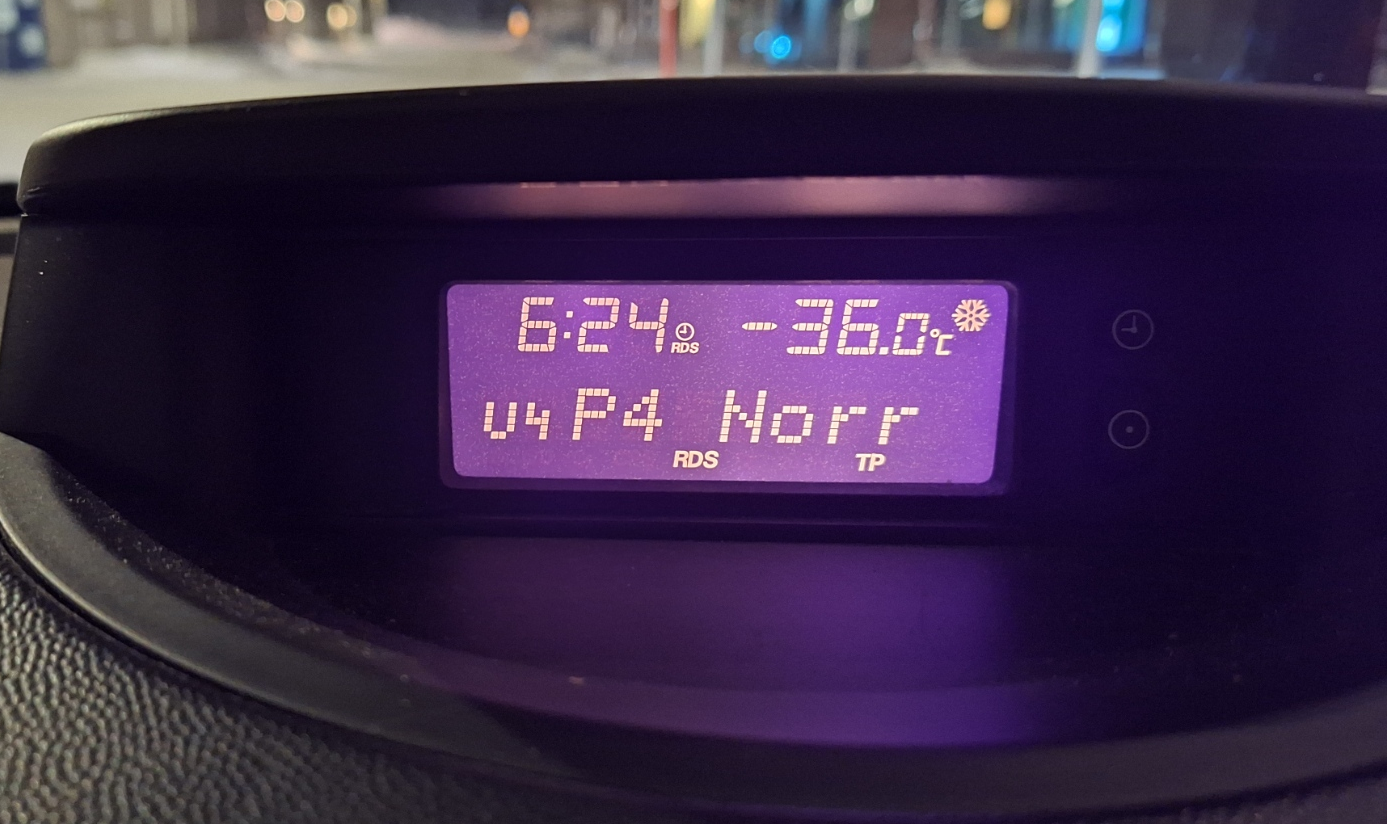 6:24 RDS -36.0°C
U4 P4 Norr
RDS TP